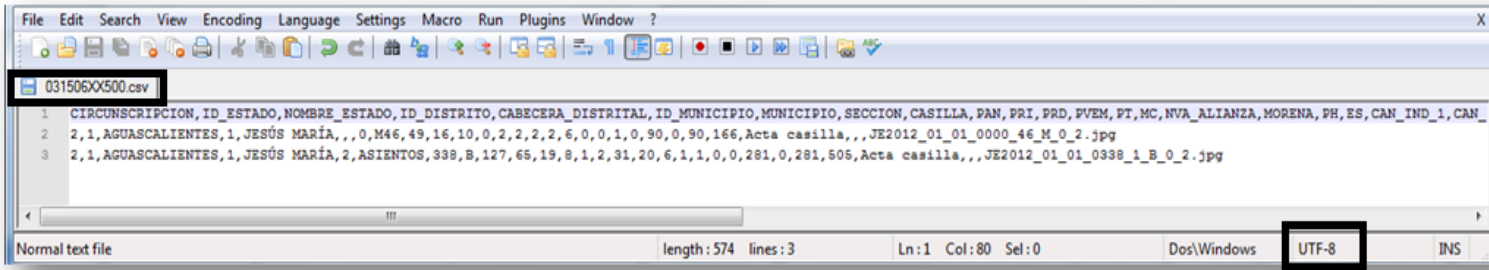 File Edit Search View Encoding Language Settings Macro Run Plugins Window ? X
031506XX500.csv
1 CIRCUNSCRIPCION,ID_ESTADO,NOMBRE_ESTADO,ID_DISTRITO,CABECERA_DISTRITAL,ID_MUNICIPIO,MUNICIPIO,SECCION,CASILLA,PAN,PRI,PRD,PVEM,PT,MC,NVA_ALIANZA,MORENA,PH,ES,CAN_IND_1,CAN_
2 2,1,AGUASCALIENTES,1,JESÚS MARÍA,,,0,M46,49,16,10,0,2,2,2,2,6,0,0,1,0,90,0,90,166,Acta casilla,,,JE2012_01_01_0000_46_M_0_2.jpg
3 2,1,AGUASCALIENTES,1,JESÚS MARÍA,2,ASIENTOS,338,B,127,65,19,8,1,2,31,20,6,1,1,0,0,281,0,281,505,Acta casilla,,,JE2012_01_01_0338_1_B_0_2.jpg
Normal text file length : 574 lines : 3 Ln : 1 Col : 80 Sel : 0 Dos\Windows UTF-8 INS